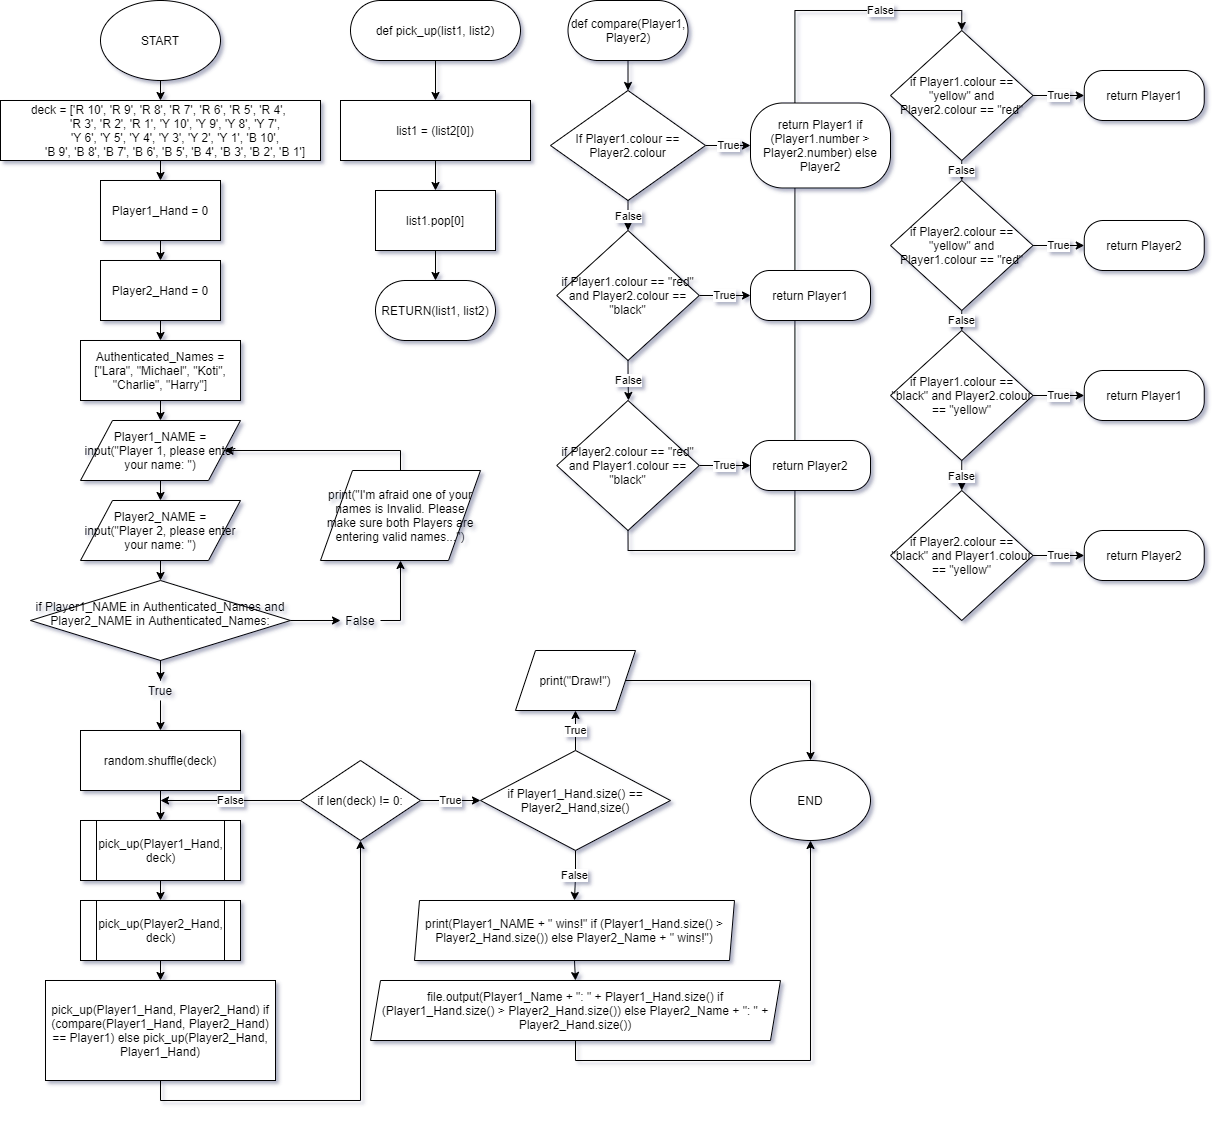 START
deck = ['R 10', 'R 9', 'R 8', 'R 7', 'R 6', 'R 5', 'R 4',
'R 3', 'R 2', 'R 1', 'Y 10', 'Y 9', 'Y 8', 'Y 7',
'Y 6', 'Y 5', 'Y 4', 'Y 3', 'Y 2', 'Y 1', 'B 10',
'B 9', 'B 8', 'B 7', 'B 6', 'B 5', 'B 4', 'B 3', 'B 2', 'B 1']
Player1_Hand = 0
Player2_Hand = 0
Authenticated_Names =
["Lara", "Michael", "Koti",
"Charlie", "Harry"]
Player1_NAME =
input("Player 1, please enter
your name: ")
Player2_NAME =
input("Player 2, please enter
your name: ")
if Player1_NAME in Authenticated_Names and
Player2_NAME in Authenticated_Names:
False
print("I'm afraid one of your
names is Invalid. Please
make sure both Players are
entering valid names...")
True
random.shuffle(deck)
pick_up(Player1_Hand,
deck)
pick_up(Player2_Hand,
deck)
pick_up(Player1_Hand, Player2_Hand) if
(compare(Player1_Hand, Player2_Hand)
== Player1) else pick_up(Player2_Hand,
Player1_Hand)
if len(deck) != 0:
False
True
if Player1_Hand.size() ==
Player2_Hand,size()
True
print("Draw!")
False
print(Player1_NAME + " wins!" if (Player1_Hand.size() >
Player2_Hand.size()) else Player2_Name + " wins!")
file.output(Player1_Name + ": " + Player1_Hand.size() if
(Player1_Hand.size() > Player2_Hand.size()) else Player2_Name + ": " +
Player2_Hand.size())
END
def pick_up(list1, list2)
list1 = (list2[0])
list1.pop[0]
RETURN(list1, list2)
def compare(Player1,
Player2)
If Player1.colour ==
Player2.colour
True
return Player1 if
(Player1.number >
Player2.number) else
Player2
False
if Player1.colour == "red"
and Player2.colour ==
"black"
True
return Player1
False
if Player2.colour == "red"
and Player1.colour ==
"black"
True
return Player2
False
if Player1.colour ==
"yellow" and
Player2.colour == "red"
True
return Player1
False
if Player2.colour ==
"yellow" and
Player1.colour == "red"
True
return Player2
False
if Player1.colour ==
"black" and Player2.colour
== "yellow"
True
return Player1
False
if Player2.colour ==
"black" and Player1.colour
== "yellow"
True
return Player2